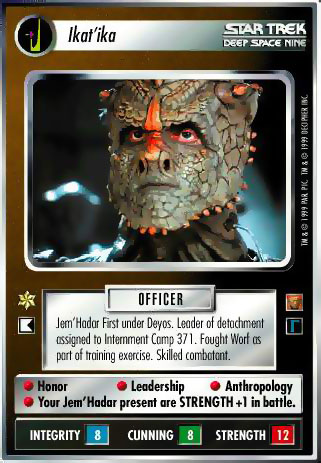 Ikat'ika
STAR TREK
DEEP SPACE NINE
TM & © 1999 PAR. PIC. TM & © 1999 DECIPHER INC.
OFFICER
Jem'Hadar First under Deyos. Leader of detachment
assigned to Internment Camp 371. Fought Worf as
part of training exercise. Skilled combatant.
Honor Leadership Anthropology
Your Jem'Hadar present are STRENGTH +1 in battle.
INTEGRITY 8 CUNNING 8 STRENGTH 12